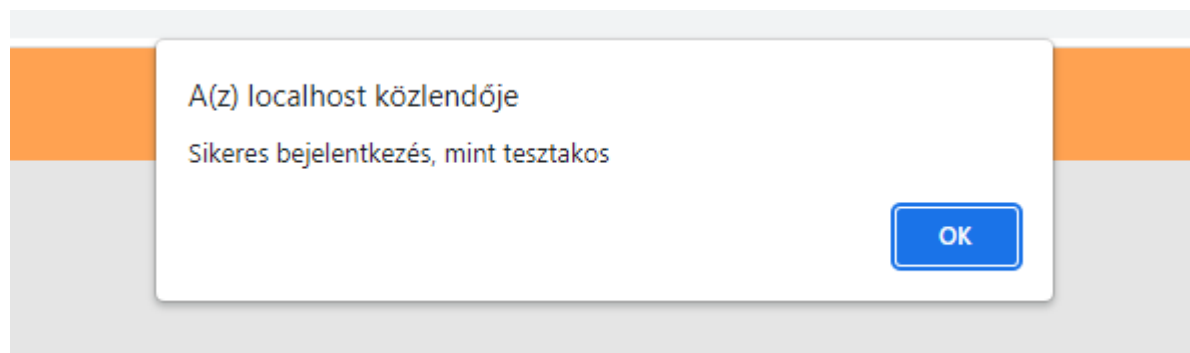 A(z) localhost közlendője
Sikeres bejelentkezés, mint tesztakos
OK